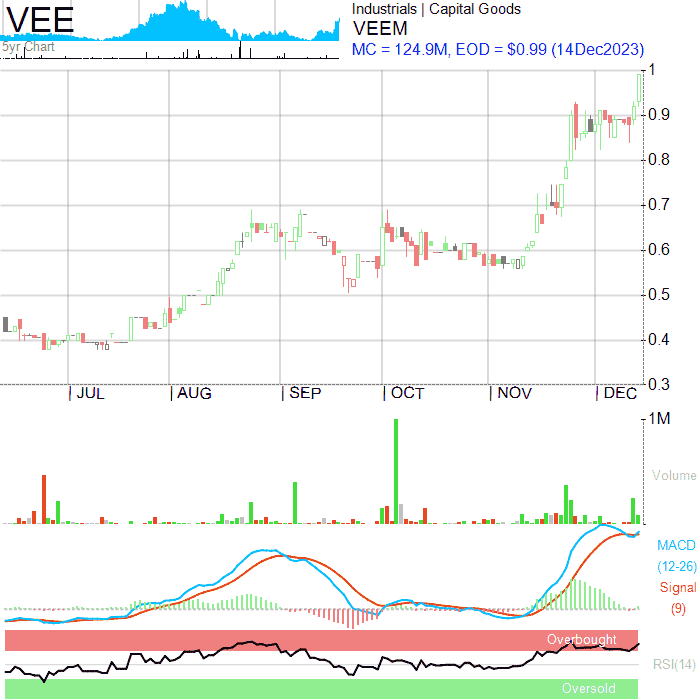 VEE
5yr Chart
Industrials | Capital Goods
VEEM
MC = 124.9M, EOD = $0.99 (14Dec2023)
1
0.9
0.8
0.7
0.6
0.5
0.4
0.3
JUL AUG SEP OCT NOV DEC
1M
Volume
MACD
(12-26)
Signal
(9)
Overbought
RSI(14)
Oversold